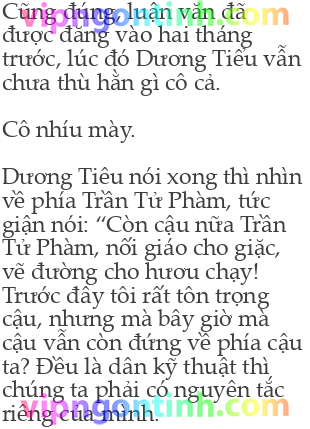 Cũng đúng, luận văn đã
vipngontinh.com
được đăng vào hai tháng
trước, lúc đó Dương Tiểu vẫn
chưa thù hằn gì cô cả.
Cô nhíu mày.
Dương Tiêu nói xong thì nhìn
về phía Trần Tử Phàm, tức
giận nói: “Còn cậu nữa Trần
Tử Phàm, nối giáo cho giặc,
vẽ đường cho hươu chạy!
Trước đây tôi rất tôn trọng
cậu, nhưng mà bây giờ mà
cậu vẫn còn đứng về phía cậu
ta? Đều là dân kỹ thuật thì
chúng ta phải có nguyên tắc
riêng của mình.
vipngontinh.com